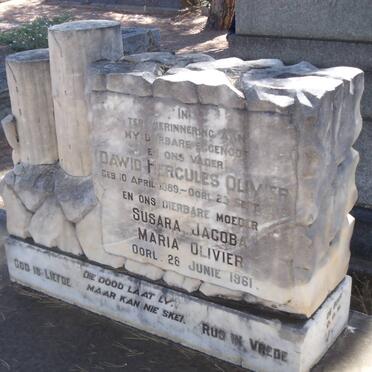 IN
TER HERINNERING AAN
MY DIERBARE EGGENOOT
EN ONS VADER
DAWID HERCULES OLIVIER
GEB. 10 APRIL 1889 - OORL. 23
EN ONS DIERBARE MOEDER
SUSARA JACOBA
MARIA OLIVIER
OORL. 26 JUNIE 1961.
GOD IS LIEFDE. DIE DOOD LAAT
MAAR KAN NIE SKEI. RUS IN VREDE